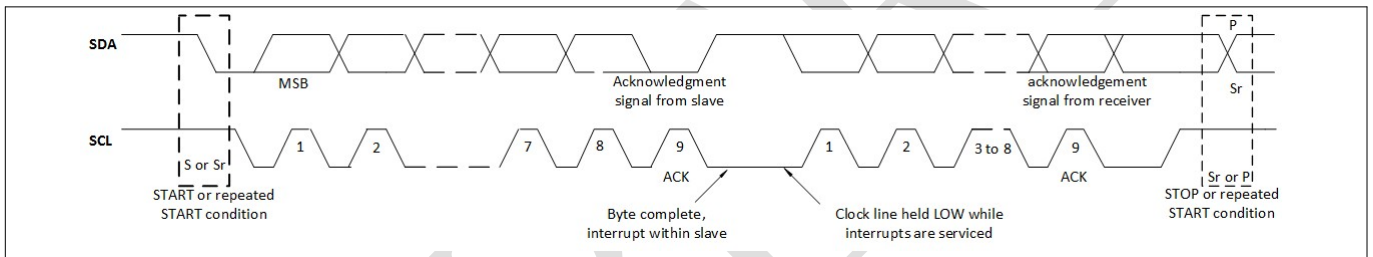 SDA
MSB
Acknowledgment
signal from slave
acknowledgement
signal from receiver
P
Sr
SCL
S or Sr
1
2
7
8
9
ACK
1
2
3 to 8
9
ACK
Sr or P
START or repeated
START condition
Byte complete,
interrupt within slave
Clock line held LOW while
interrupts are serviced
STOP or repeated
START condition